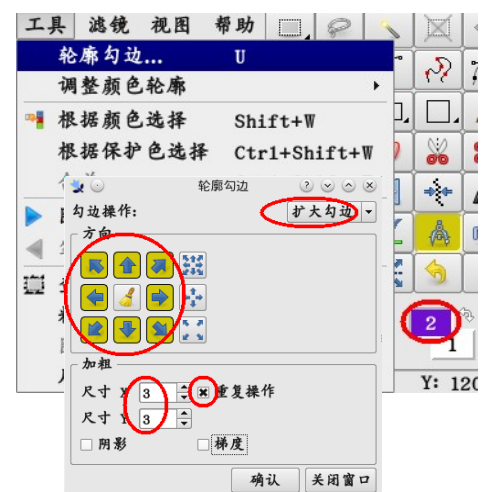 工具 滤镜 视图 帮助
轮廓勾边... U
调整颜色轮廓
根据颜色选择 Shift+W
根据保护色选择 Ctrl+Shift+W
轮廓勾边
勾边操作: 扩大勾边
方向
2
1
加粗
Y: 120
尺寸 X 3 重复操作
尺寸 Y 3
阴影 梯度
确认 关闭窗口